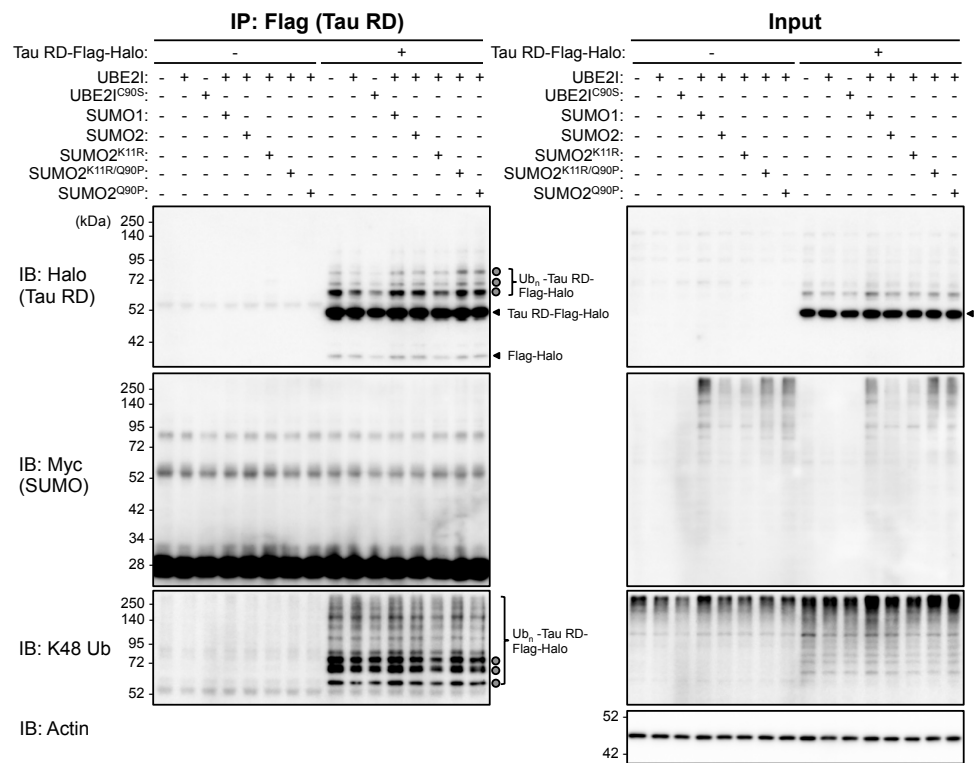 IP: Flag (Tau RD)
Input
Tau RD-Flag-Halo: - +
Tau RD-Flag-Halo: - +
UBE2I: - + - + + + + + - + - + + + + +
UBE2I: - + - + + + + + - + - + + + + +
UBE2I^C90S: - - + - - - - - - - + - - - - -
UBE2I^C90S: - - + - - - - - - - + - - - - -
SUMO1: - - - + - - - - - - - + - - - -
SUMO1: - - - + - - - - - - - + - - - -
SUMO2: - - - - + - - - - - - - + - - -
SUMO2: - - - - + - - - - - - - + - - -
SUMO2^K11R: - - - - - + - - - - - - - + - -
SUMO2^K11R: - - - - - + - - - - - - - + - -
SUMO2^K11R/Q90P: - - - - - - + - - - - - - - + -
SUMO2^K11R/Q90P: - - - - - - + - - - - - - - + -
SUMO2^Q90P: - - - - - - - + - - - - - - - +
SUMO2^Q90P: - - - - - - - + - - - - - - - +
(kDa)
IB: Halo
(Tau RD)
250
140
95
72
52
42
Ub_n -Tau RD-
Flag-Halo
Tau RD-Flag-Halo
Flag-Halo
IB: Myc
(SUMO)
250
140
95
72
52
42
34
28
IB: K48 Ub
250
140
95
72
52
Ub_n -Tau RD-
Flag-Halo
IB: Actin
52
42